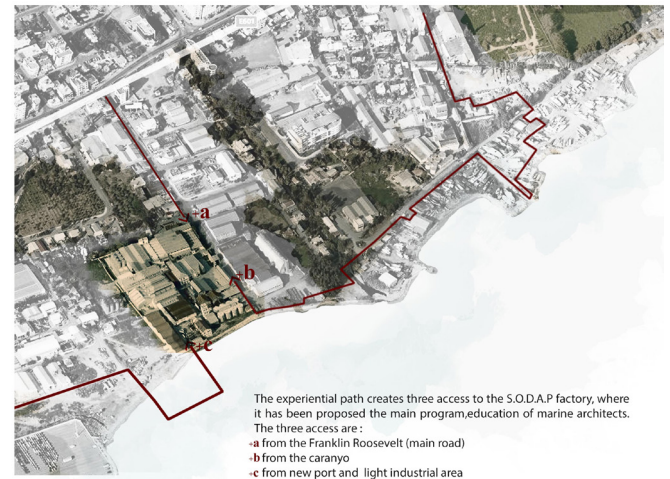 +a
+b
+c
The experiential path creates three access to the S.O.D.A.P factory, where
it has been proposed the main program,education of marine architects.
The three access are :
+a from the Franklin Roosevelt (main road)
+b from the caranyo
+c from new port and light industrial area